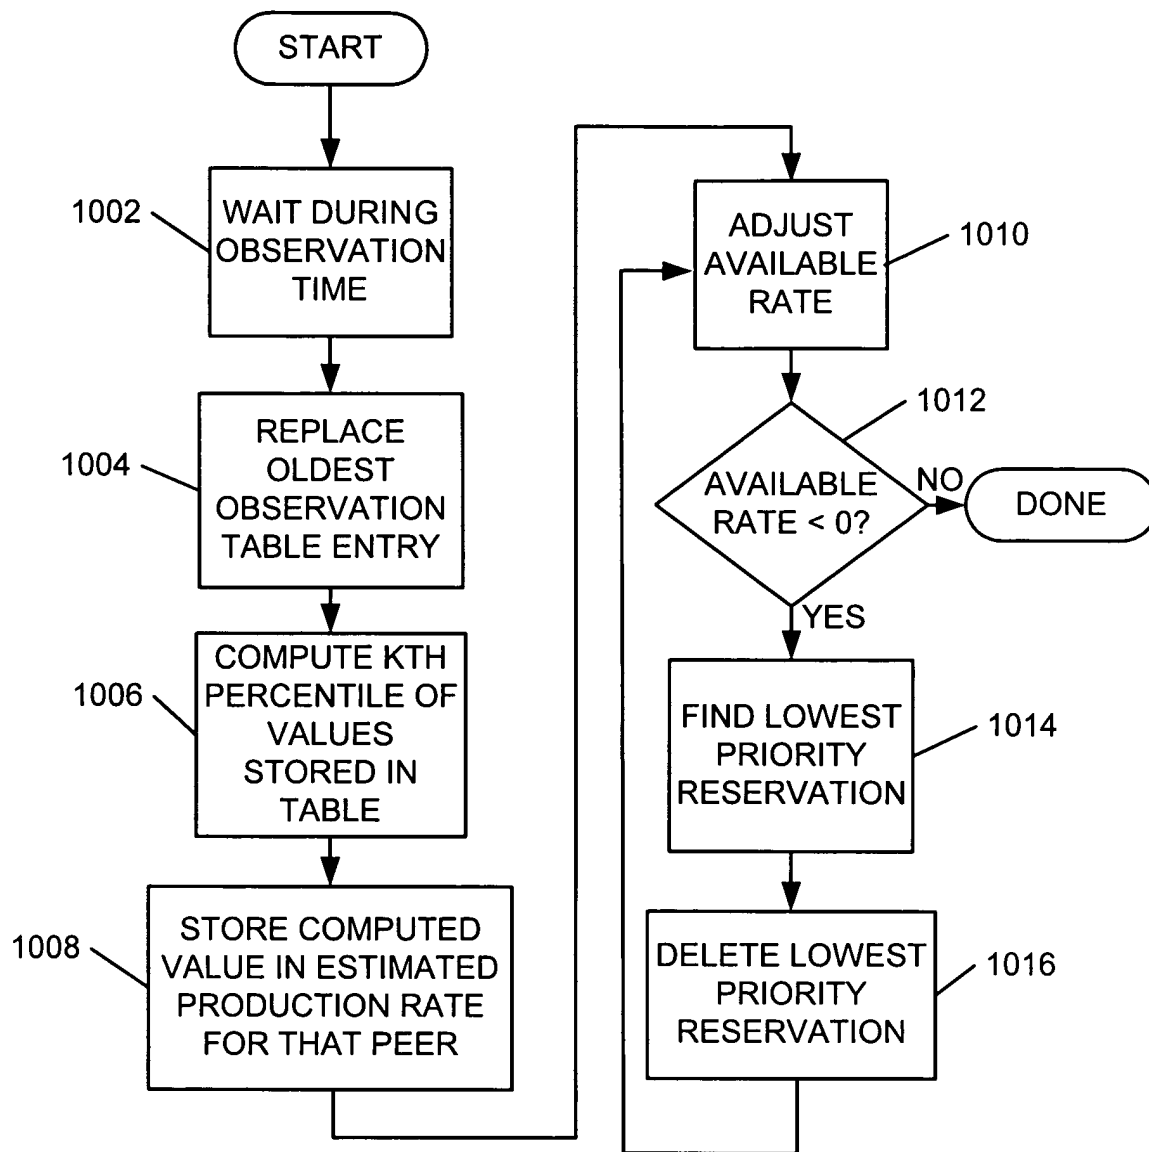 START
1002
WAIT DURING
OBSERVATION
TIME
1004
REPLACE
OLDEST
OBSERVATION
TABLE ENTRY
1006
COMPUTE KTH
PERCENTILE OF
VALUES
STORED IN
TABLE
1008
STORE COMPUTED
VALUE IN ESTIMATED
PRODUCTION RATE
FOR THAT PEER
ADJUST
AVAILABLE
RATE
1010
1012
AVAILABLE
RATE < 0?
NO
DONE
YES
FIND LOWEST
PRIORITY
RESERVATION
1014
DELETE LOWEST
PRIORITY
RESERVATION
1016